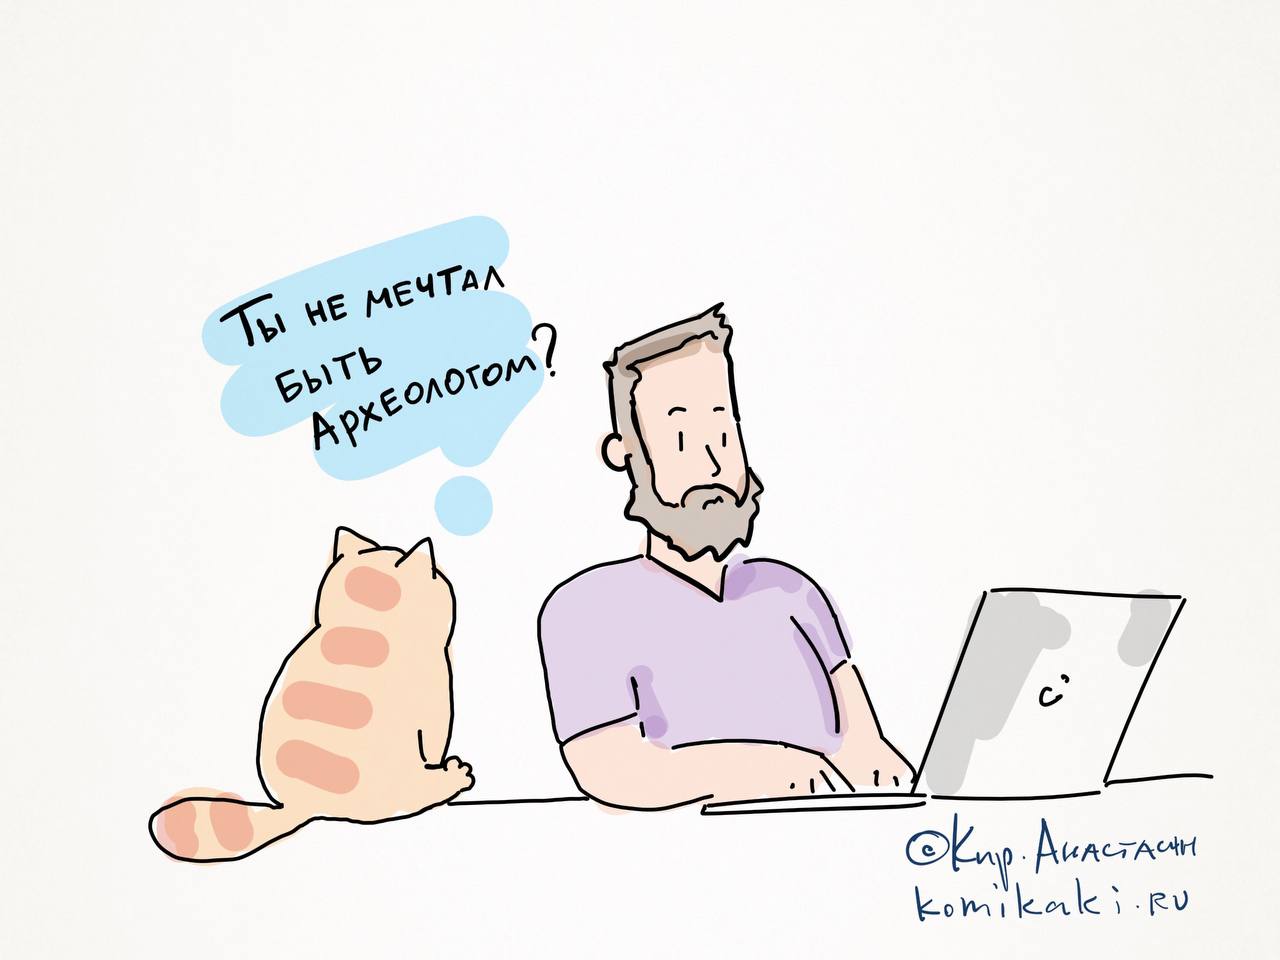 Ты не мечтал
быть
Археологом?
©Кир. Анастасин
komikaki.ru